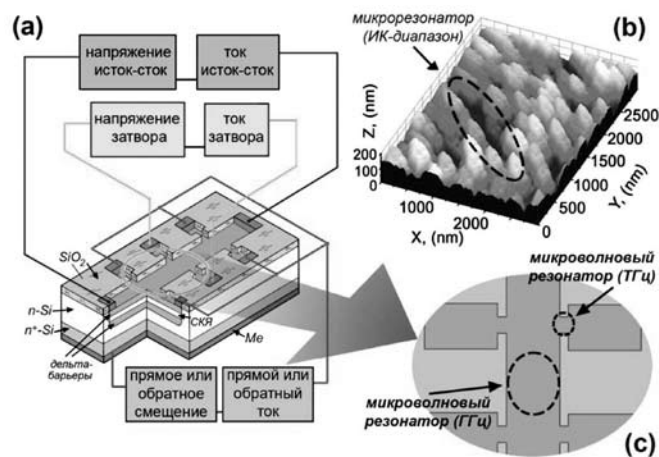 (a)
напряжение
исток-сток
ток
исток-сток
напряжение
затвора
ток
затвора
SiO2
n-Si
n+-Si
дельта-
барьеры
СКЯ
Me
прямое или
обратное
смещение
прямой или
обратный
ток
микрорезонатор
(ИК-диапазон)
(b)
Z, (nm)
200
100
0
1000
2000
X, (nm)
0
500
1000
1500
2000
2500
Y, (nm)
микроволновый
резонатор (ТГц)
микроволновый
резонатор (ГГц)
(c)